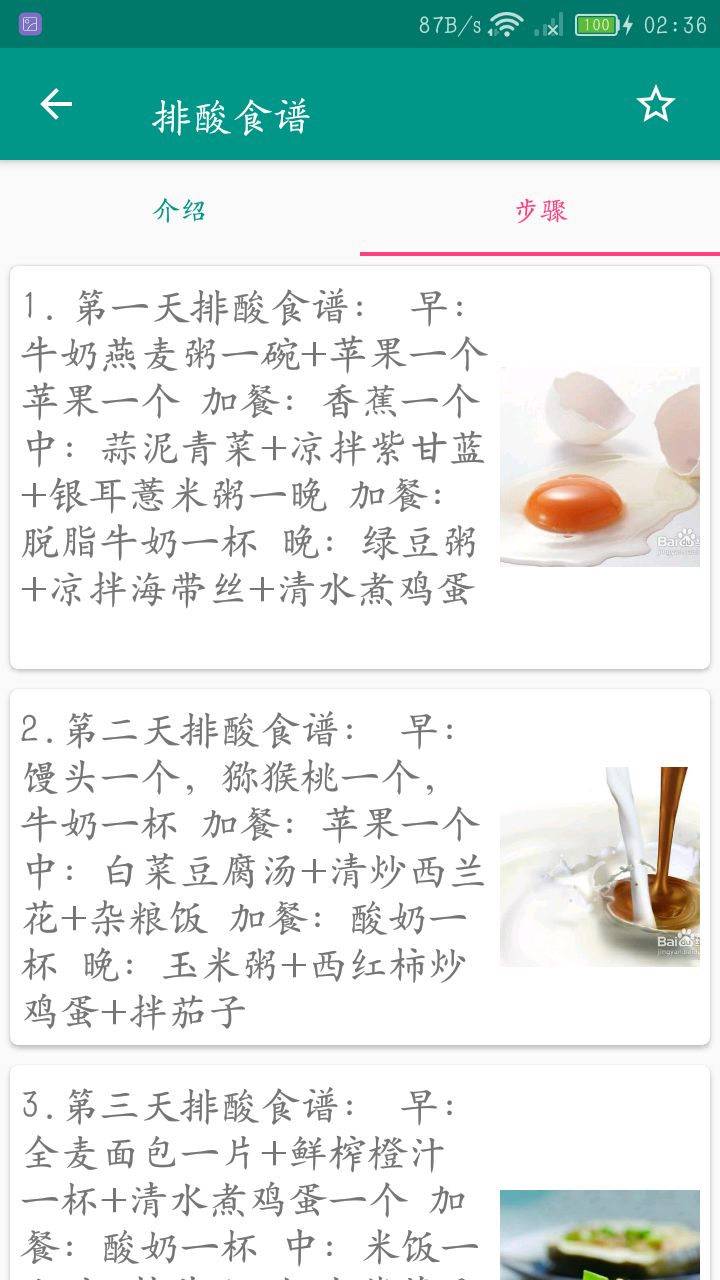 87B/s 100 02:36
排酸食谱
介绍 步骤
1. 第一天排酸食谱： 早：
牛奶燕麦粥一碗+苹果一个
苹果一个 加餐：香蕉一个
中：蒜泥青菜+凉拌紫甘蓝
+银耳薏米粥一晚 加餐：
脱脂牛奶一杯 晚：绿豆粥
+凉拌海带丝+清水煮鸡蛋
Bai
jingyan.baidu
2.第二天排酸食谱： 早：
馒头一个，猕猴桃一个，
牛奶一杯 加餐：苹果一个
中：白菜豆腐汤+清炒西兰
花+杂粮饭 加餐：酸奶一
杯 晚：玉米粥+西红柿炒
鸡蛋+拌茄子
Bai
jingyan.baidu
3.第三天排酸食谱： 早：
全麦面包一片+鲜榨橙汁
一杯+清水煮鸡蛋一个 加
餐：酸奶一杯 中：米饭一